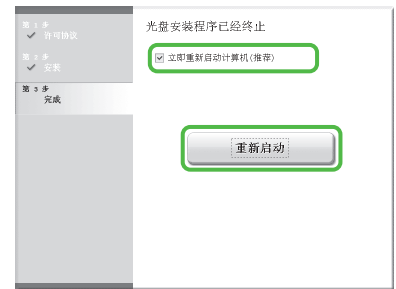 第 1 步
许可协议
第 2 步
安装
第 3 步
完成
光盘安装程序已经终止
立即重新启动计算机(推荐)
重新启动